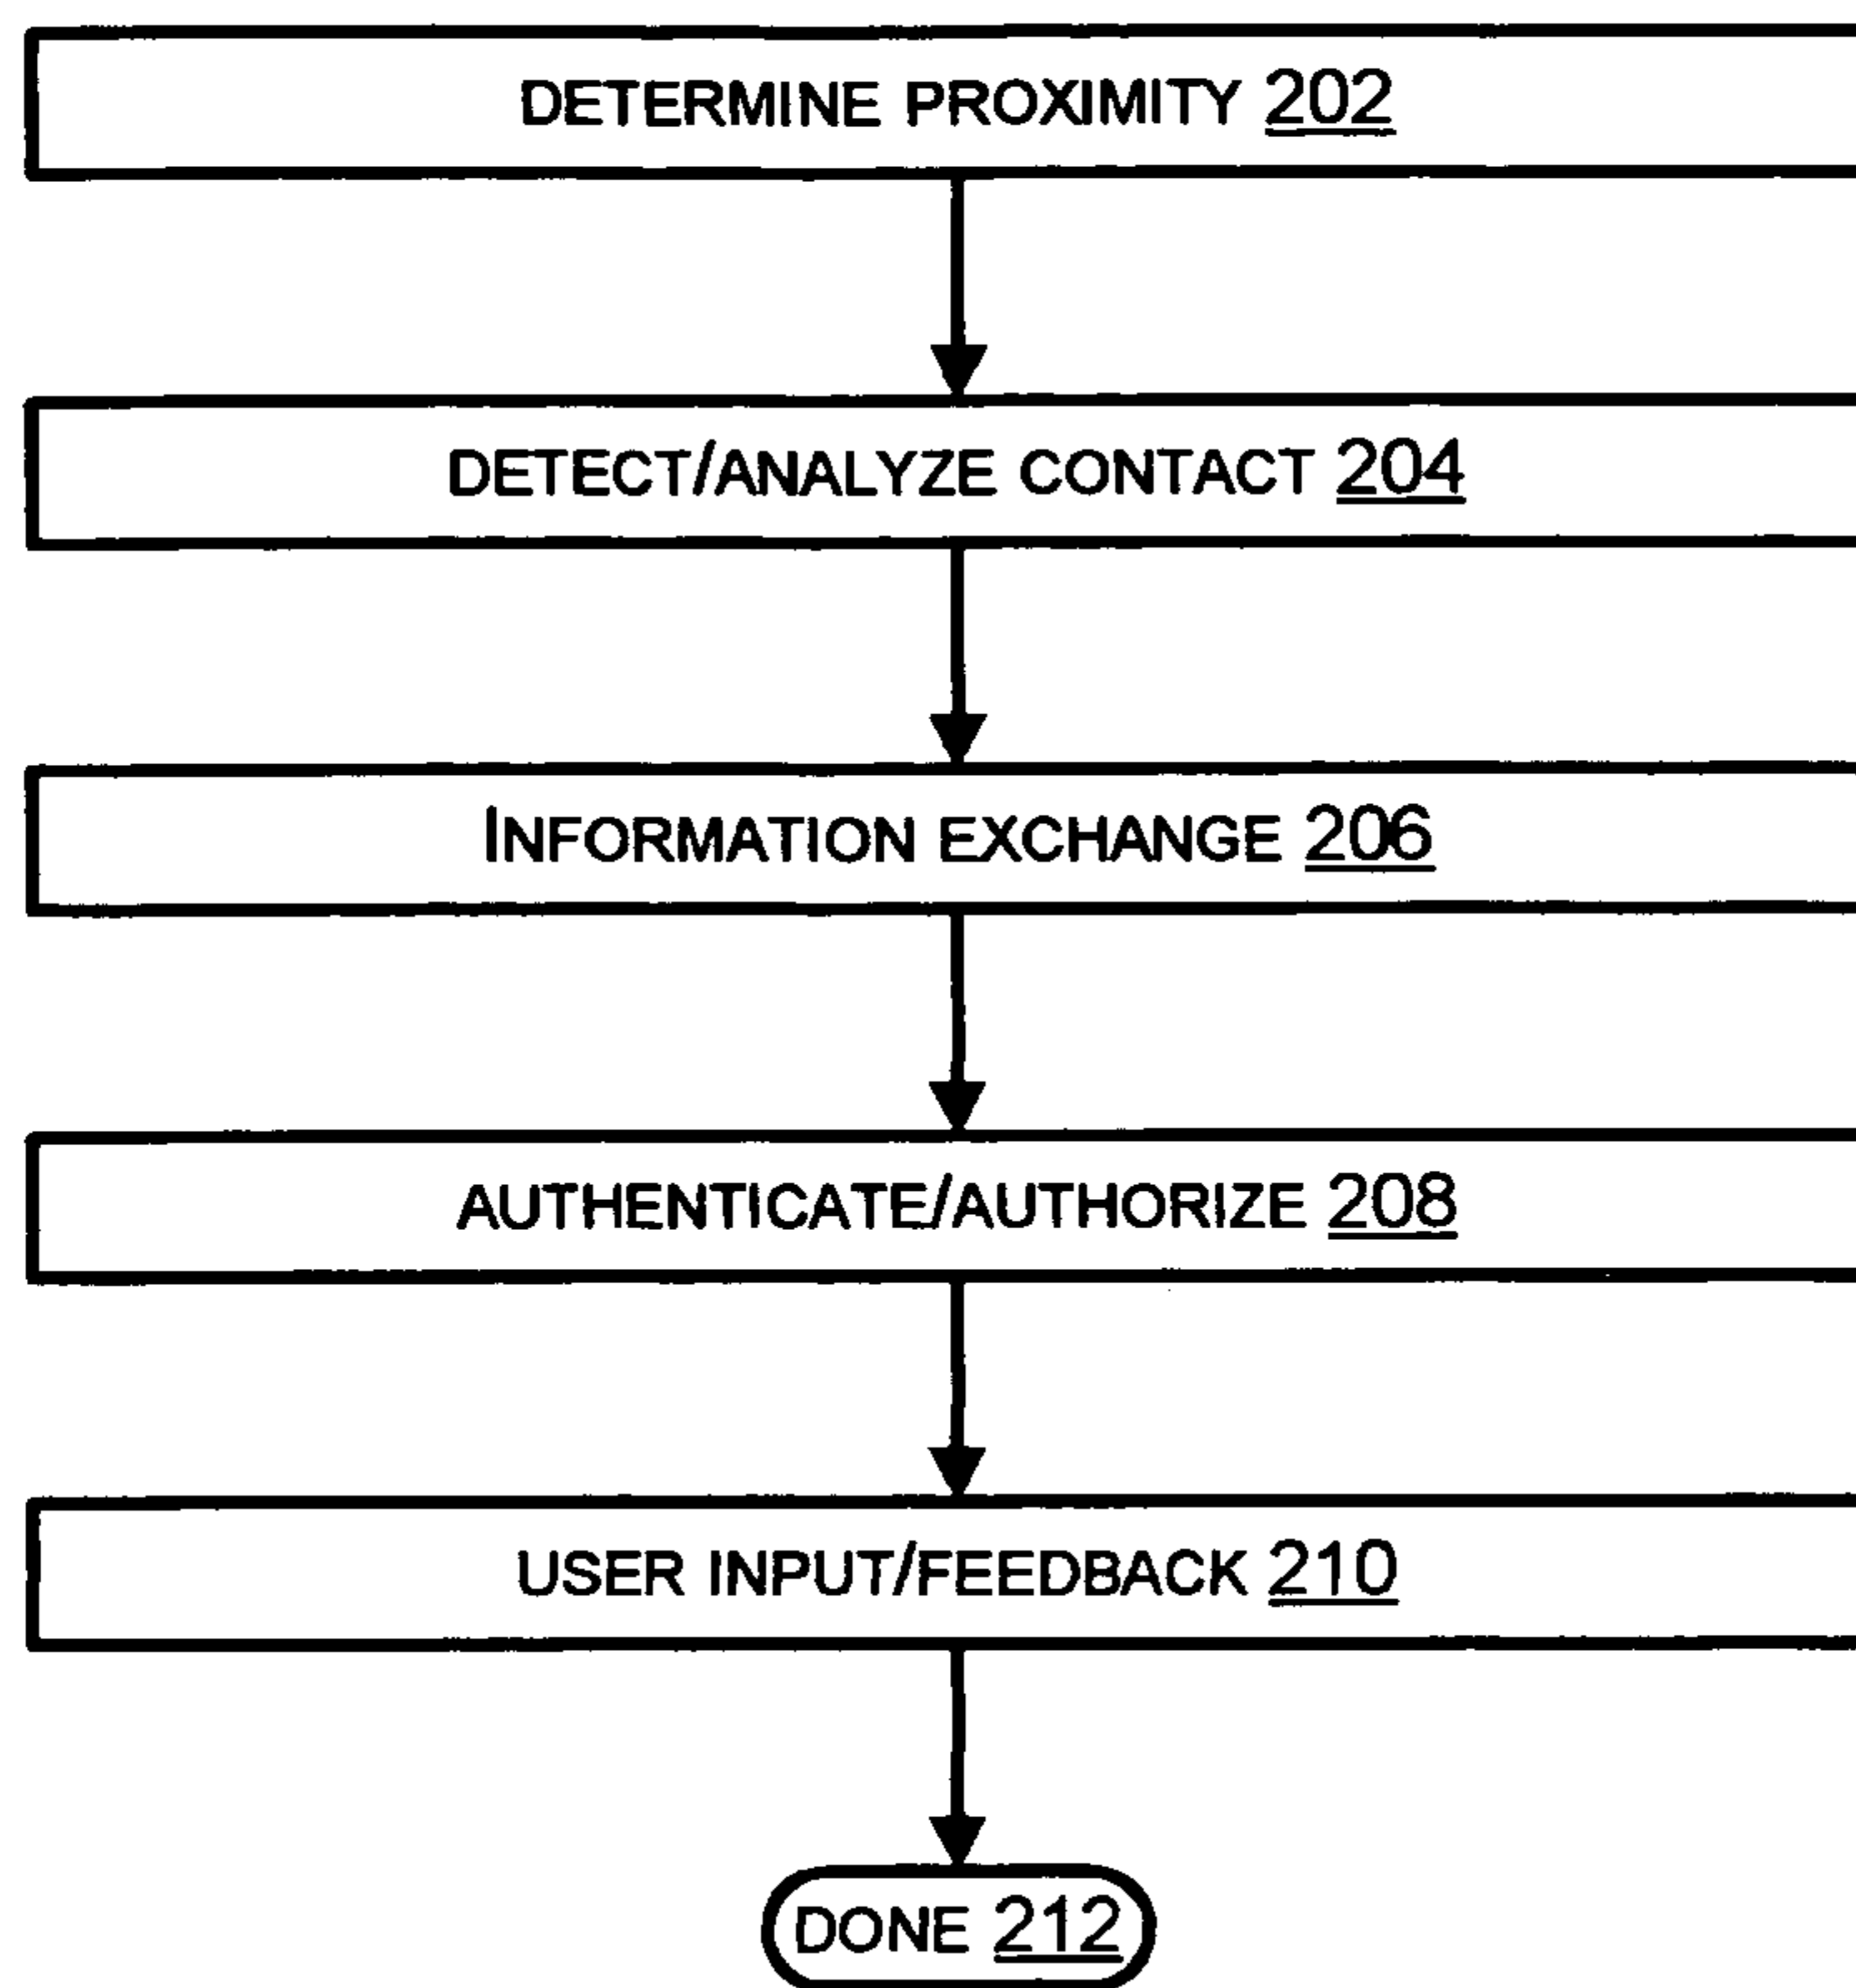 DETERMINE PROXIMITY 202
DETECT/ANALYZE CONTACT 204
INFORMATION EXCHANGE 206
AUTHENTICATE/AUTHORIZE 208
USER INPUT/FEEDBACK 210
DONE 212